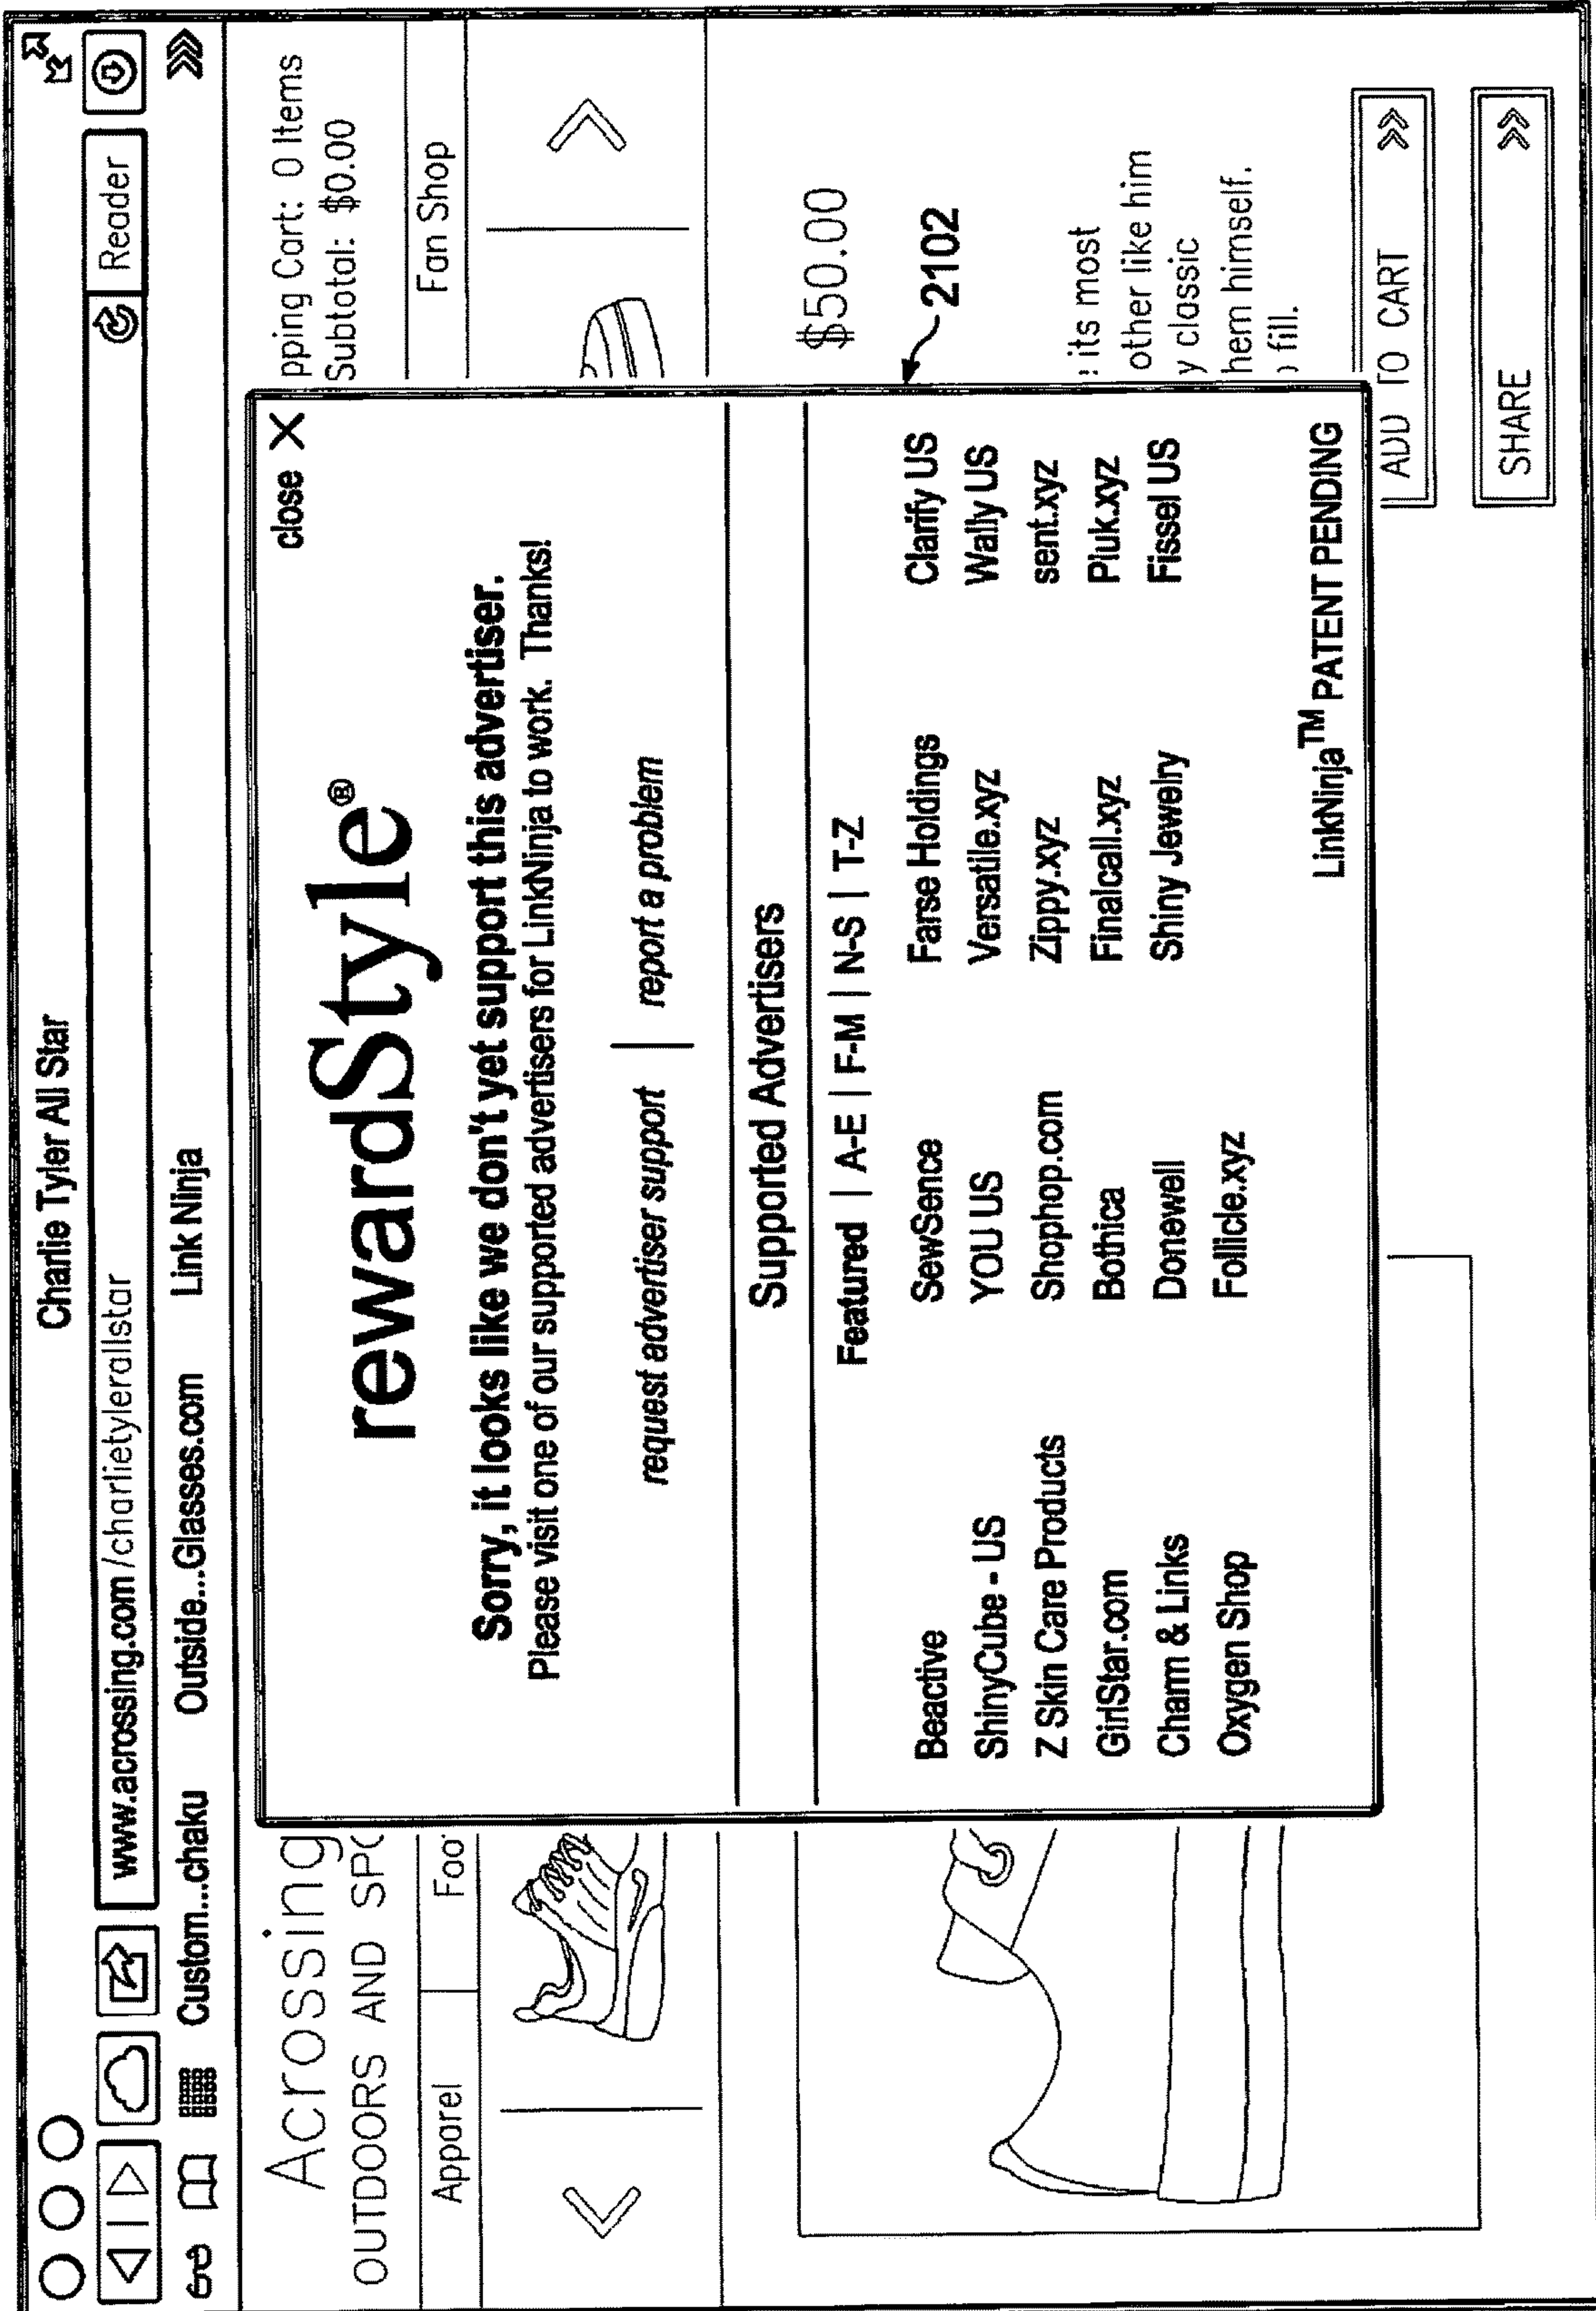 Charlie Tyler All Star
www.acrossing.com/charlietylerallstar
Reader
Custom...chaku Outside...Glasses.com Link Ninja
Acrossing
OUTDOORS AND SPO
pping Cart: 0 Items
Subtotal: $0.00
Apparel
Foo
Fan Shop
close X
rewardStyle®
Sorry, it looks like we don't yet support this advertiser.
Please visit one of our supported advertisers for LinkNinja to work. Thanks!
request advertiser support | report a problem
Supported Advertisers
Featured | A-E | F-M | N-S | T-Z
Beactive SewSence Farse Holdings Clarify US
ShinyCube - US YOU US Versatile.xyz Wally US
Z Skin Care Products Shophop.com Zippy.xyz sent.xyz
GirlStar.com Bothica Finalcall.xyz Pluk.xyz
Charm & Links Donewell Shiny Jewelry Fissel US
Oxygen Shop Follicle.xyz
LinkNinja™ PATENT PENDING
$50.00
2102
its most
other like him
y classic
hem himself.
fill.
ADD TO CART >>
SHARE >>